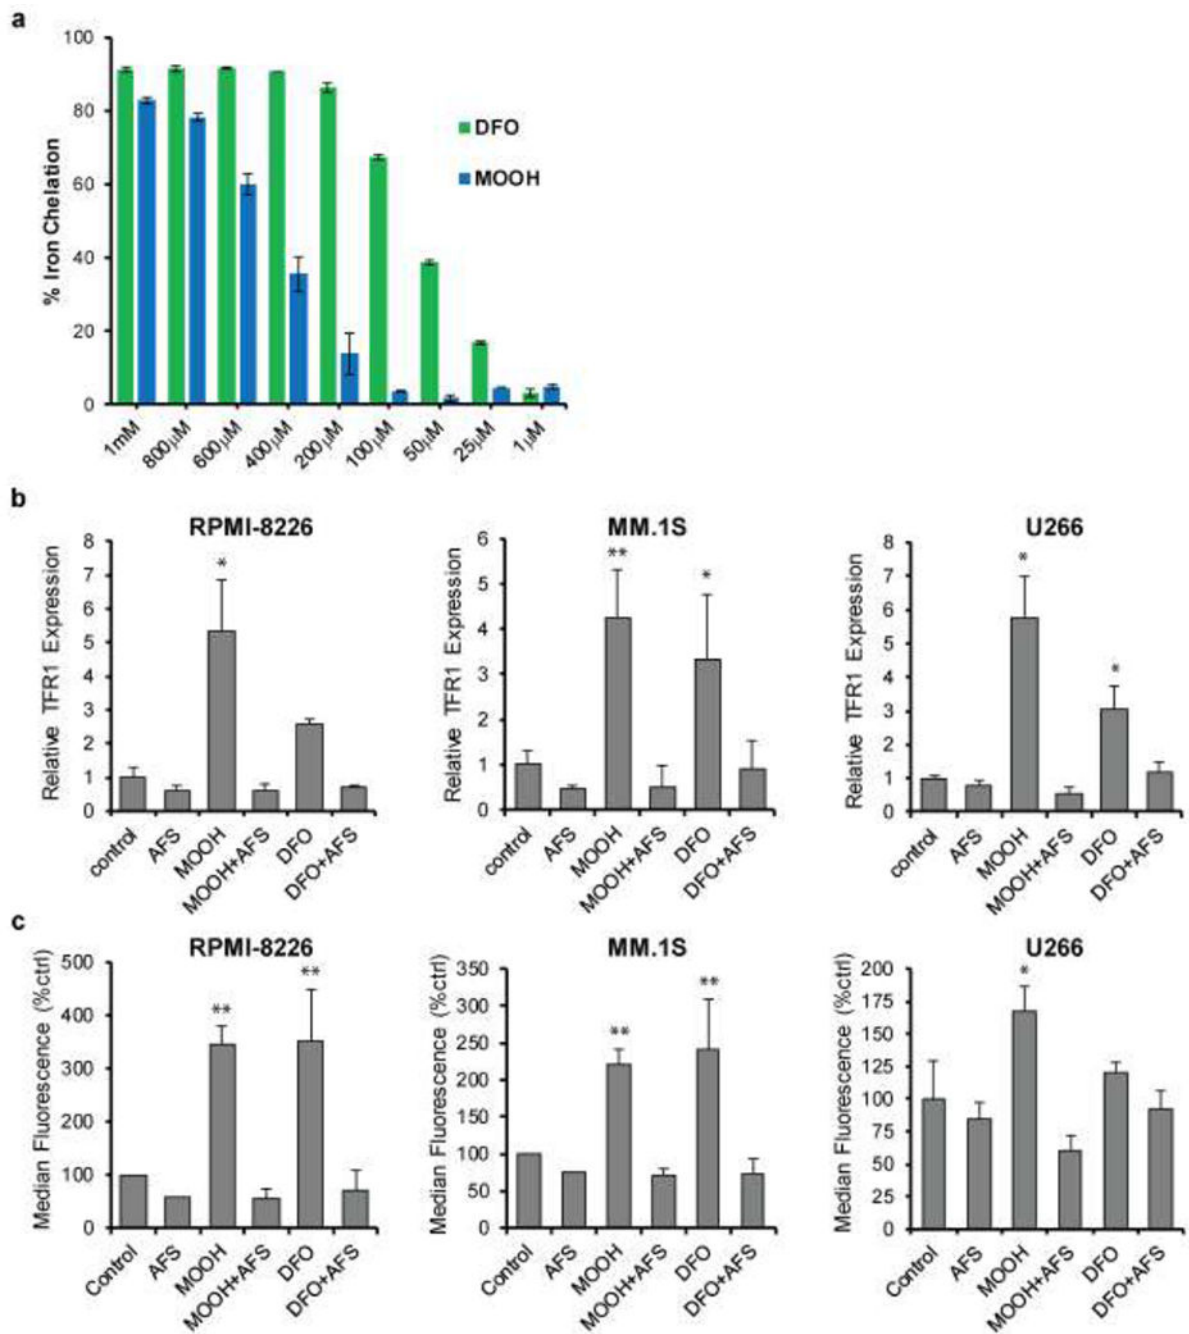 a
100
80
60
40
20
0
% Iron Chelation
DFO
MOOH
1mM
800µM
600µM
400µM
200µM
100µM
50µM
25µM
1µM
b
RPMI-8226
8
7
6
5
4
3
2
1
0
Relative TFR1 Expression
*
control
AFS
MOOH
MOOH+AFS
DFO
DFO+AFS
MM.1S
6
5
4
3
2
1
0
Relative TFR1 Expression
**
*
control
AFS
MOOH
MOOH+AFS
DFO
DFO+AFS
U266
8
7
6
5
4
3
2
1
0
Relative TFR1 Expression
*
*
control
AFS
MOOH
MOOH+AFS
DFO
DFO+AFS
c
RPMI-8226
500
400
300
200
100
0
Median Fluorescence (%ctrl)
**
**
Control
AFS
MOOH
MOOH+AFS
DFO
DFO+AFS
MM.1S
350
300
250
200
150
100
50
0
Median Fluorescence (%ctrl)
**
**
Control
AFS
MOOH
MOOH+AFS
DFO
DFO+AFS
U266
200
175
150
125
100
75
50
25
0
Median Fluorescence (%ctrl)
*
Control
AFS
MOOH
MOOH+AFS
DFO
DFO+AFS